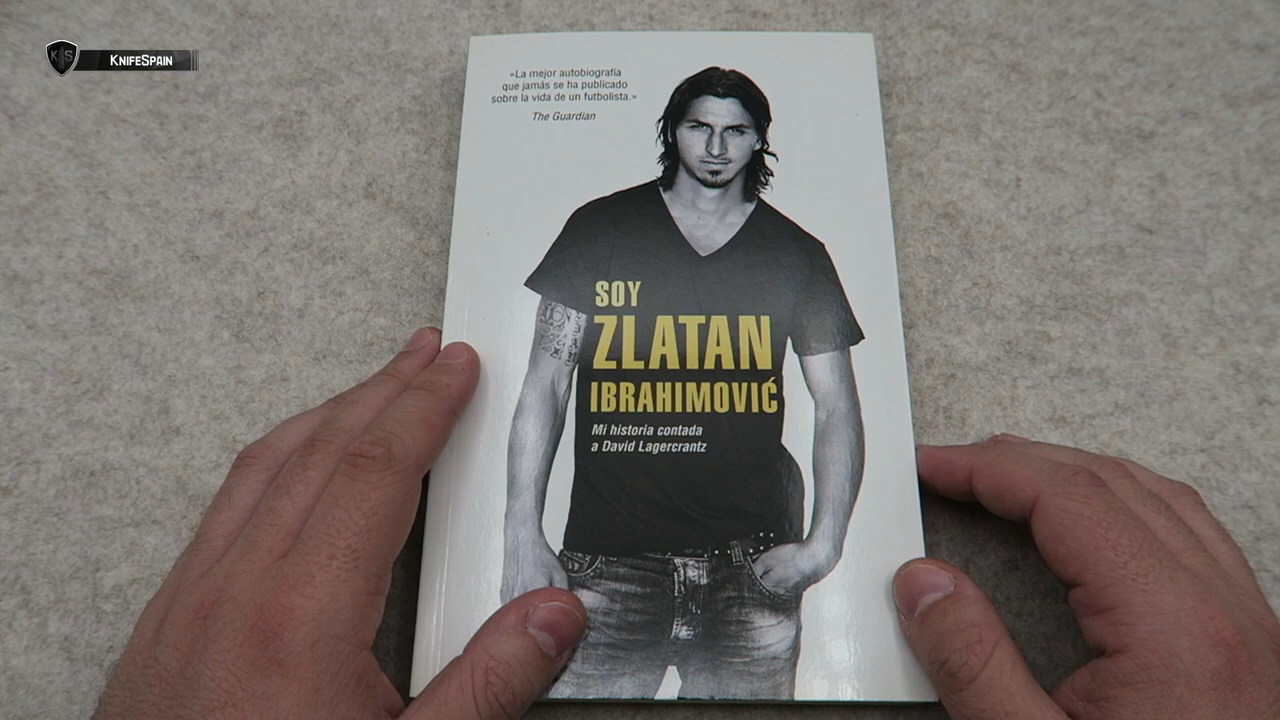 KS
KNIFESPAIN
«La mejor autobiografía
que jamás se ha publicado
sobre la vida de un futbolista.»
The Guardian
SOY
ZLATAN
IBRAHIMOVIĆ
Mi historia contada
a David Lagercrantz